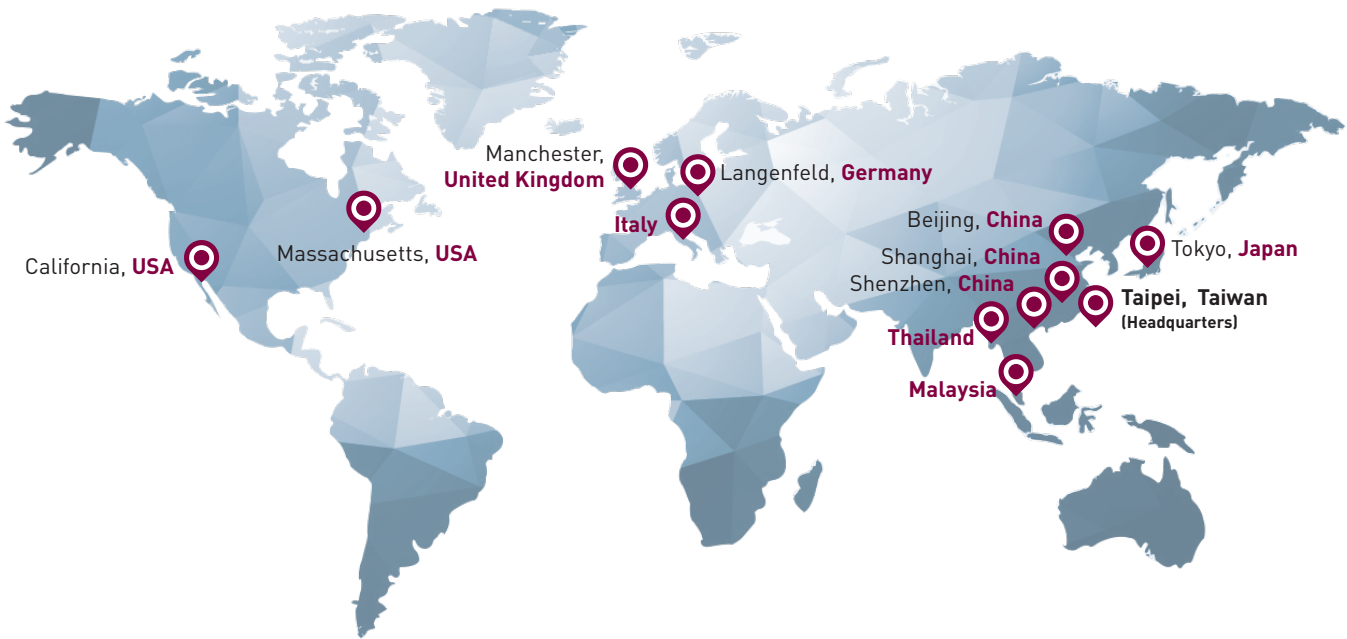 Manchester,
United Kingdom
Langenfeld, Germany
Italy
Massachusetts, USA
California, USA
Beijing, China
Shanghai, China
Shenzhen, China
Tokyo, Japan
Taipei, Taiwan
(Headquarters)
Thailand
Malaysia